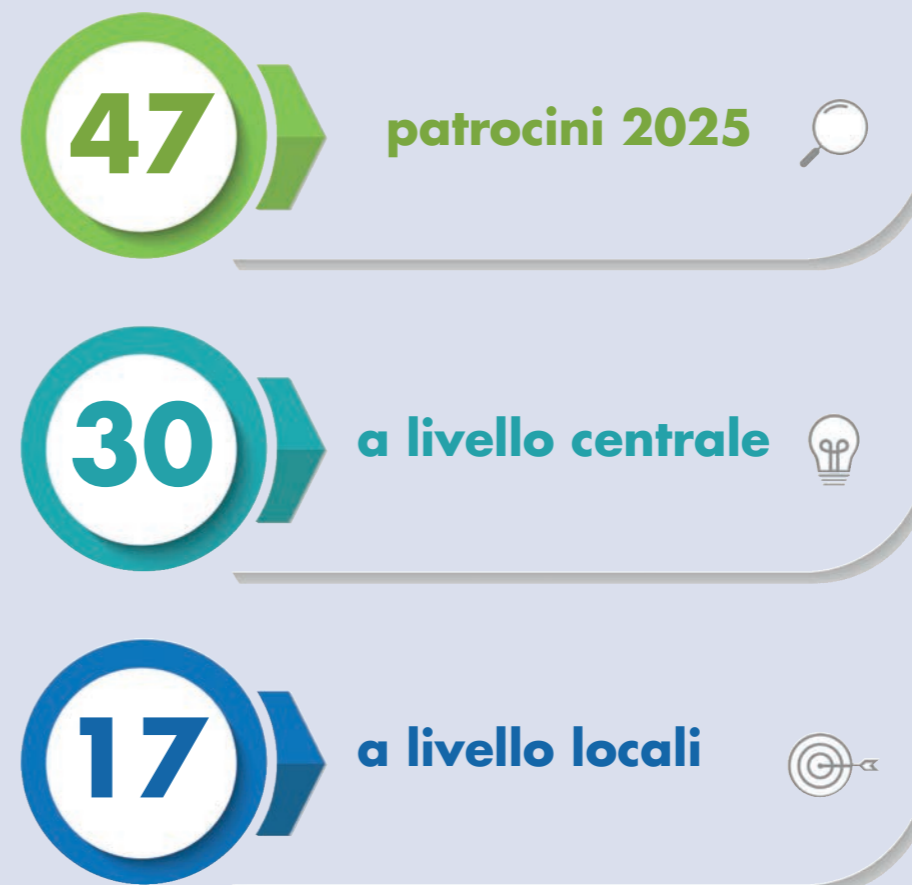 47
patrocini 2025
30
a livello centrale
17
a livello locali